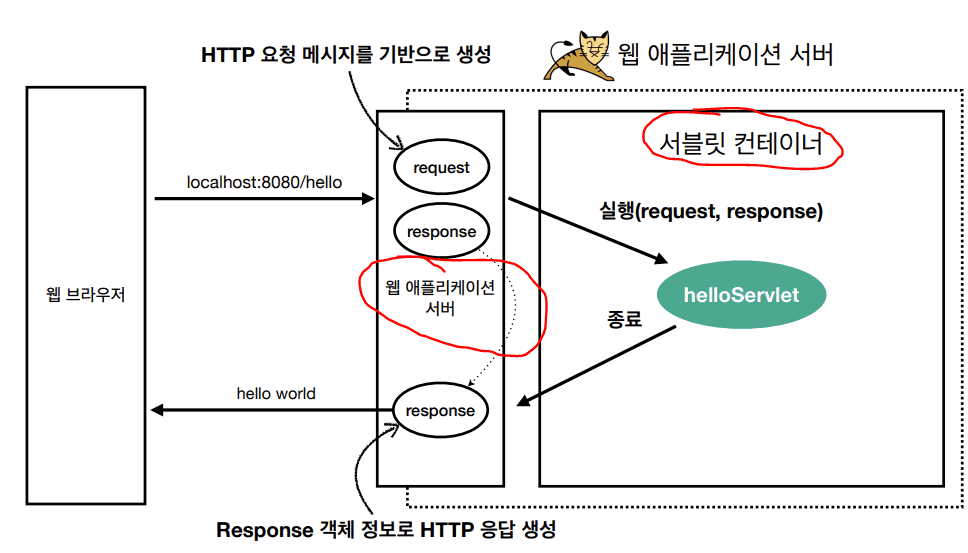 HTTP 요청 메시지를 기반으로 생성
웹 애플리케이션 서버
서블릿 컨테이너
request
localhost:8080/hello
실행(request, response)
response
웹 브라우저
웹 애플리케이션
서버
helloServlet
종료
hello world
response
Response 객체 정보로 HTTP 응답 생성